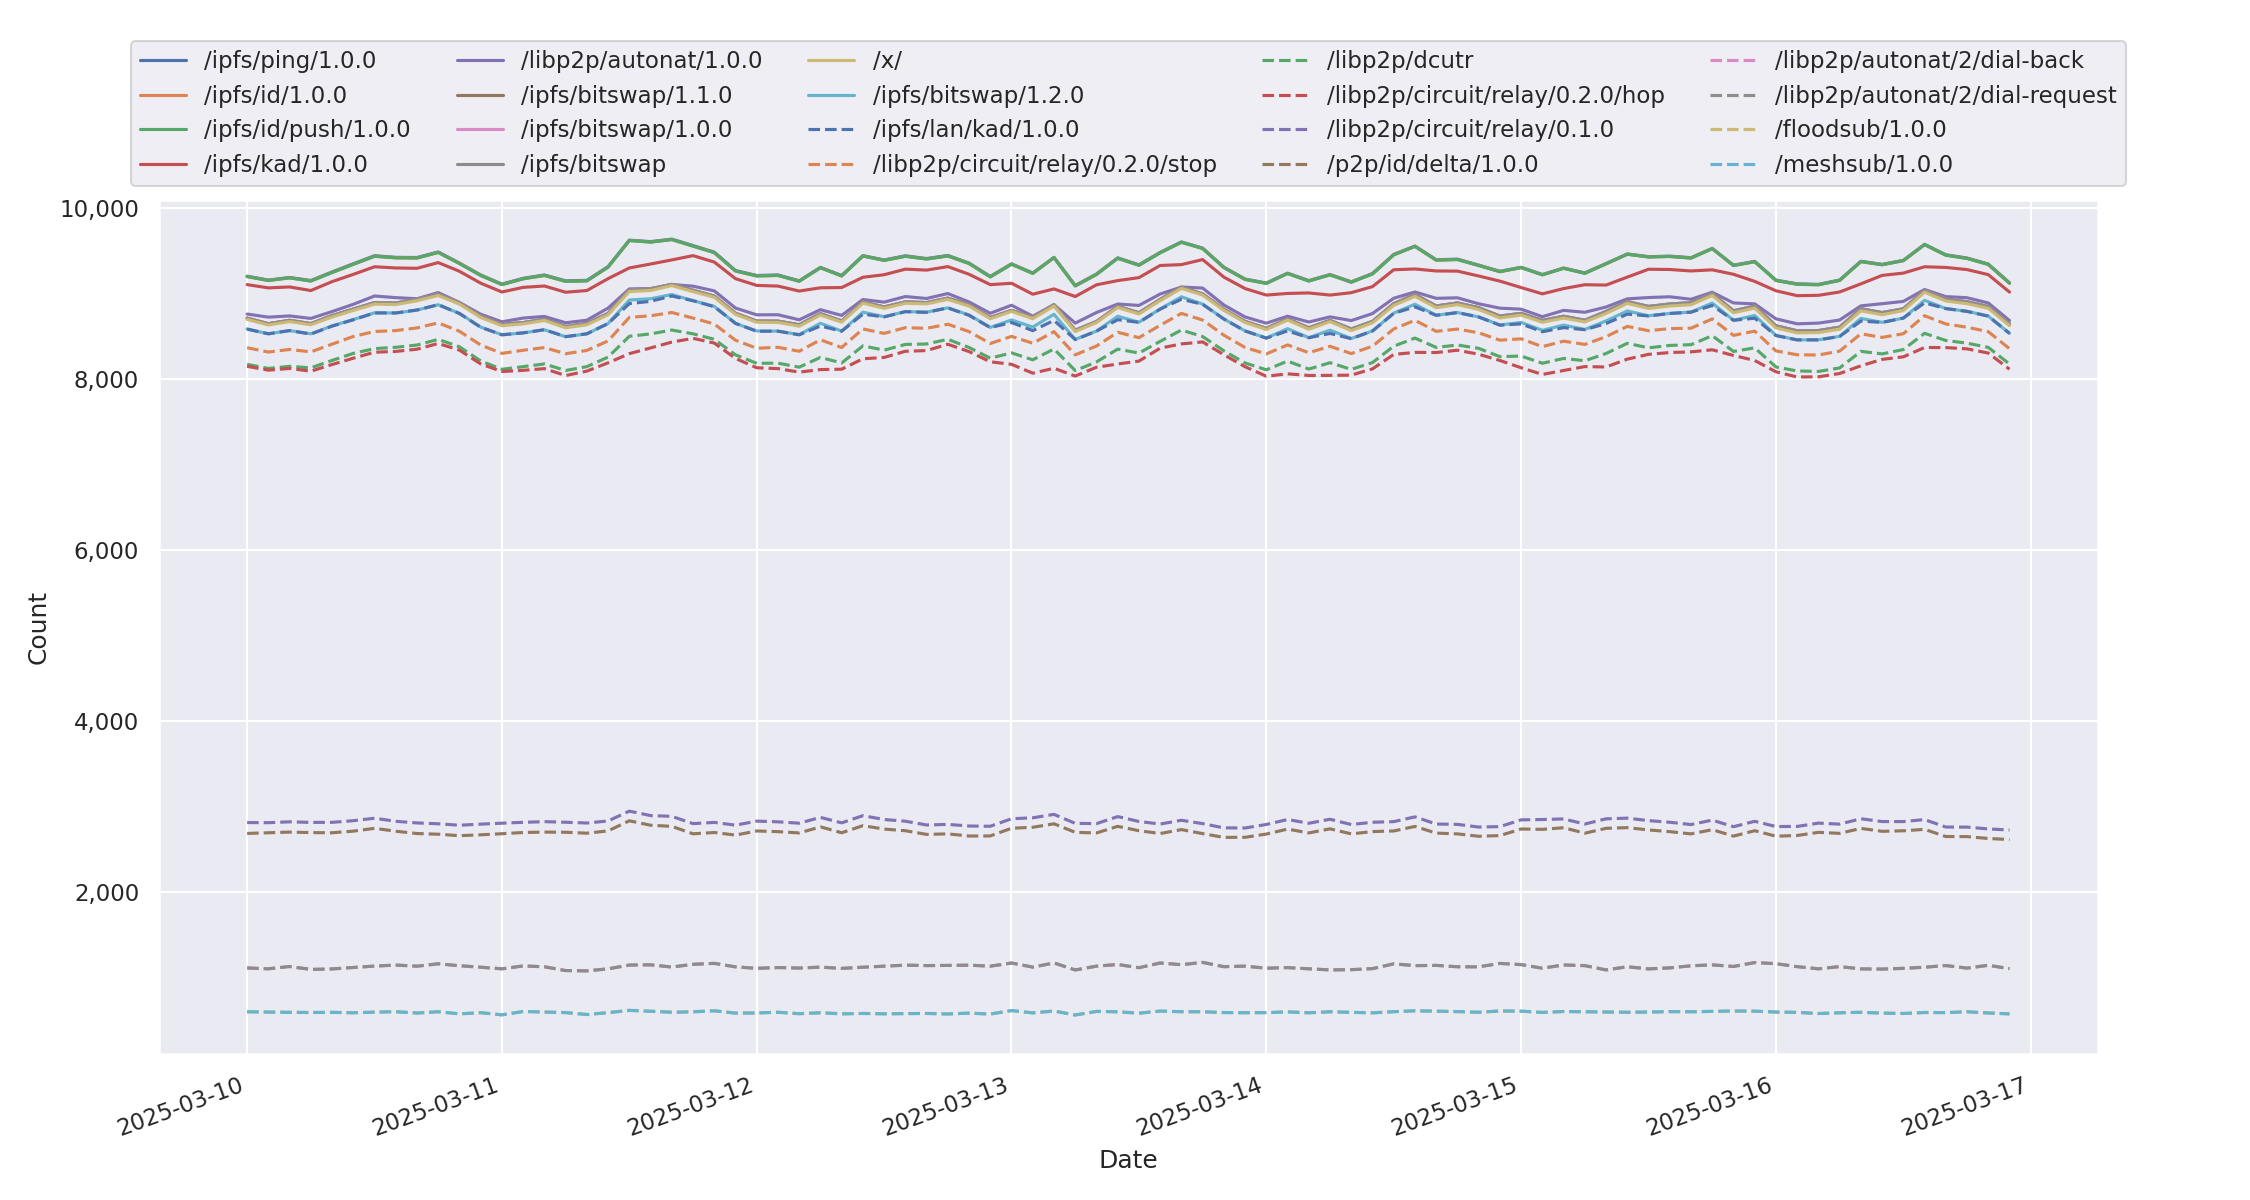 /ipfs/ping/1.0.0
/ipfs/id/1.0.0
/ipfs/id/push/1.0.0
/ipfs/kad/1.0.0
/libp2p/autonat/1.0.0
/ipfs/bitswap/1.1.0
/ipfs/bitswap/1.0.0
/ipfs/bitswap
/x/
/ipfs/bitswap/1.2.0
/ipfs/lan/kad/1.0.0
/libp2p/circuit/relay/0.2.0/stop
/libp2p/dcutr
/libp2p/circuit/relay/0.2.0/hop
/libp2p/circuit/relay/0.1.0
/p2p/id/delta/1.0.0
/libp2p/autonat/2/dial-back
/libp2p/autonat/2/dial-request
/floodsub/1.0.0
/meshsub/1.0.0
10,000
8,000
6,000
4,000
2,000
Count
2025-03-10
2025-03-11
2025-03-12
2025-03-13
2025-03-14
2025-03-15
2025-03-16
2025-03-17
Date